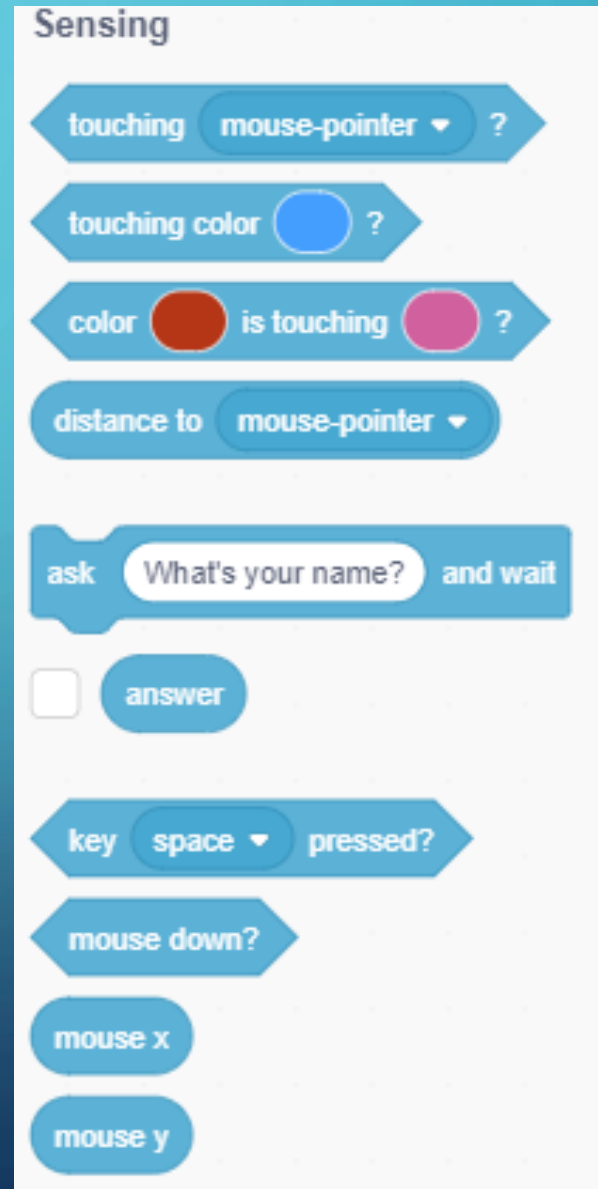 Sensing
touching mouse-pointer ?
touching color ?
color is touching ?
distance to mouse-pointer
ask What's your name? and wait
answer
key space pressed?
mouse down?
mouse x
mouse y